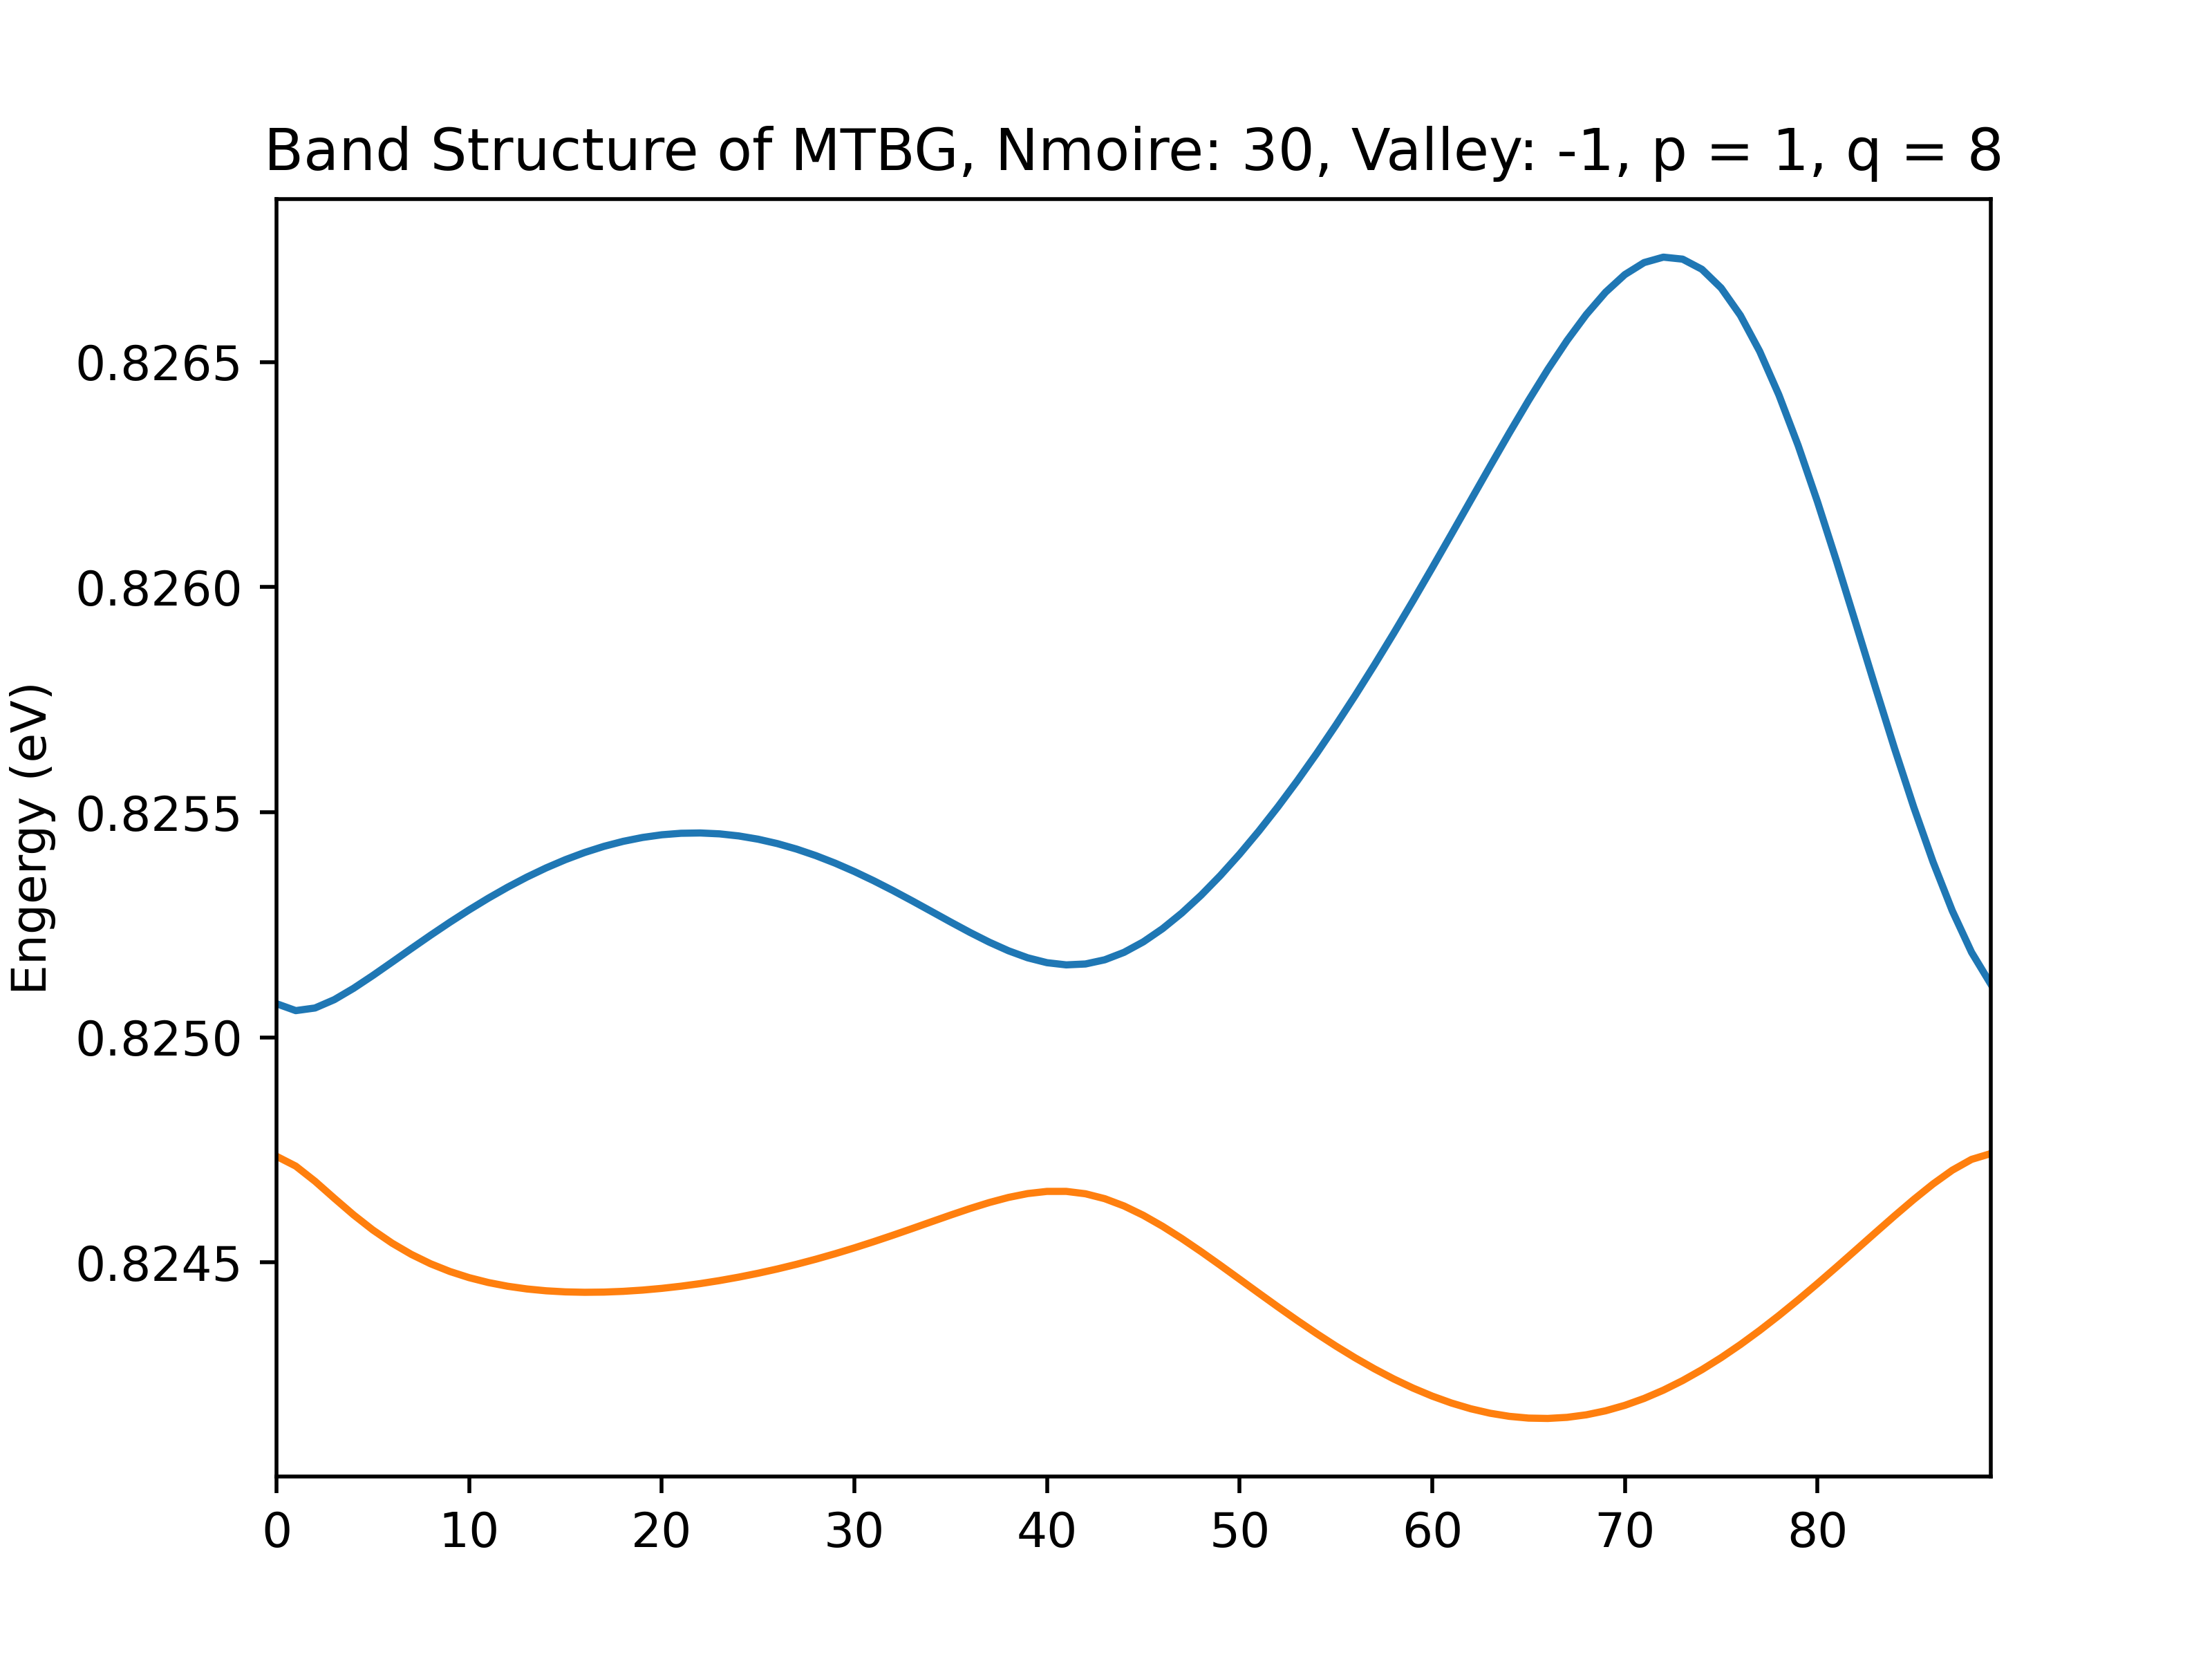 Band Structure of MTBG, Nmoire: 30, Valley: -1, p = 1, q = 8
Engergy (eV)
0.8265
0.8260
0.8255
0.8250
0.8245
0 10 20 30 40 50 60 70 80